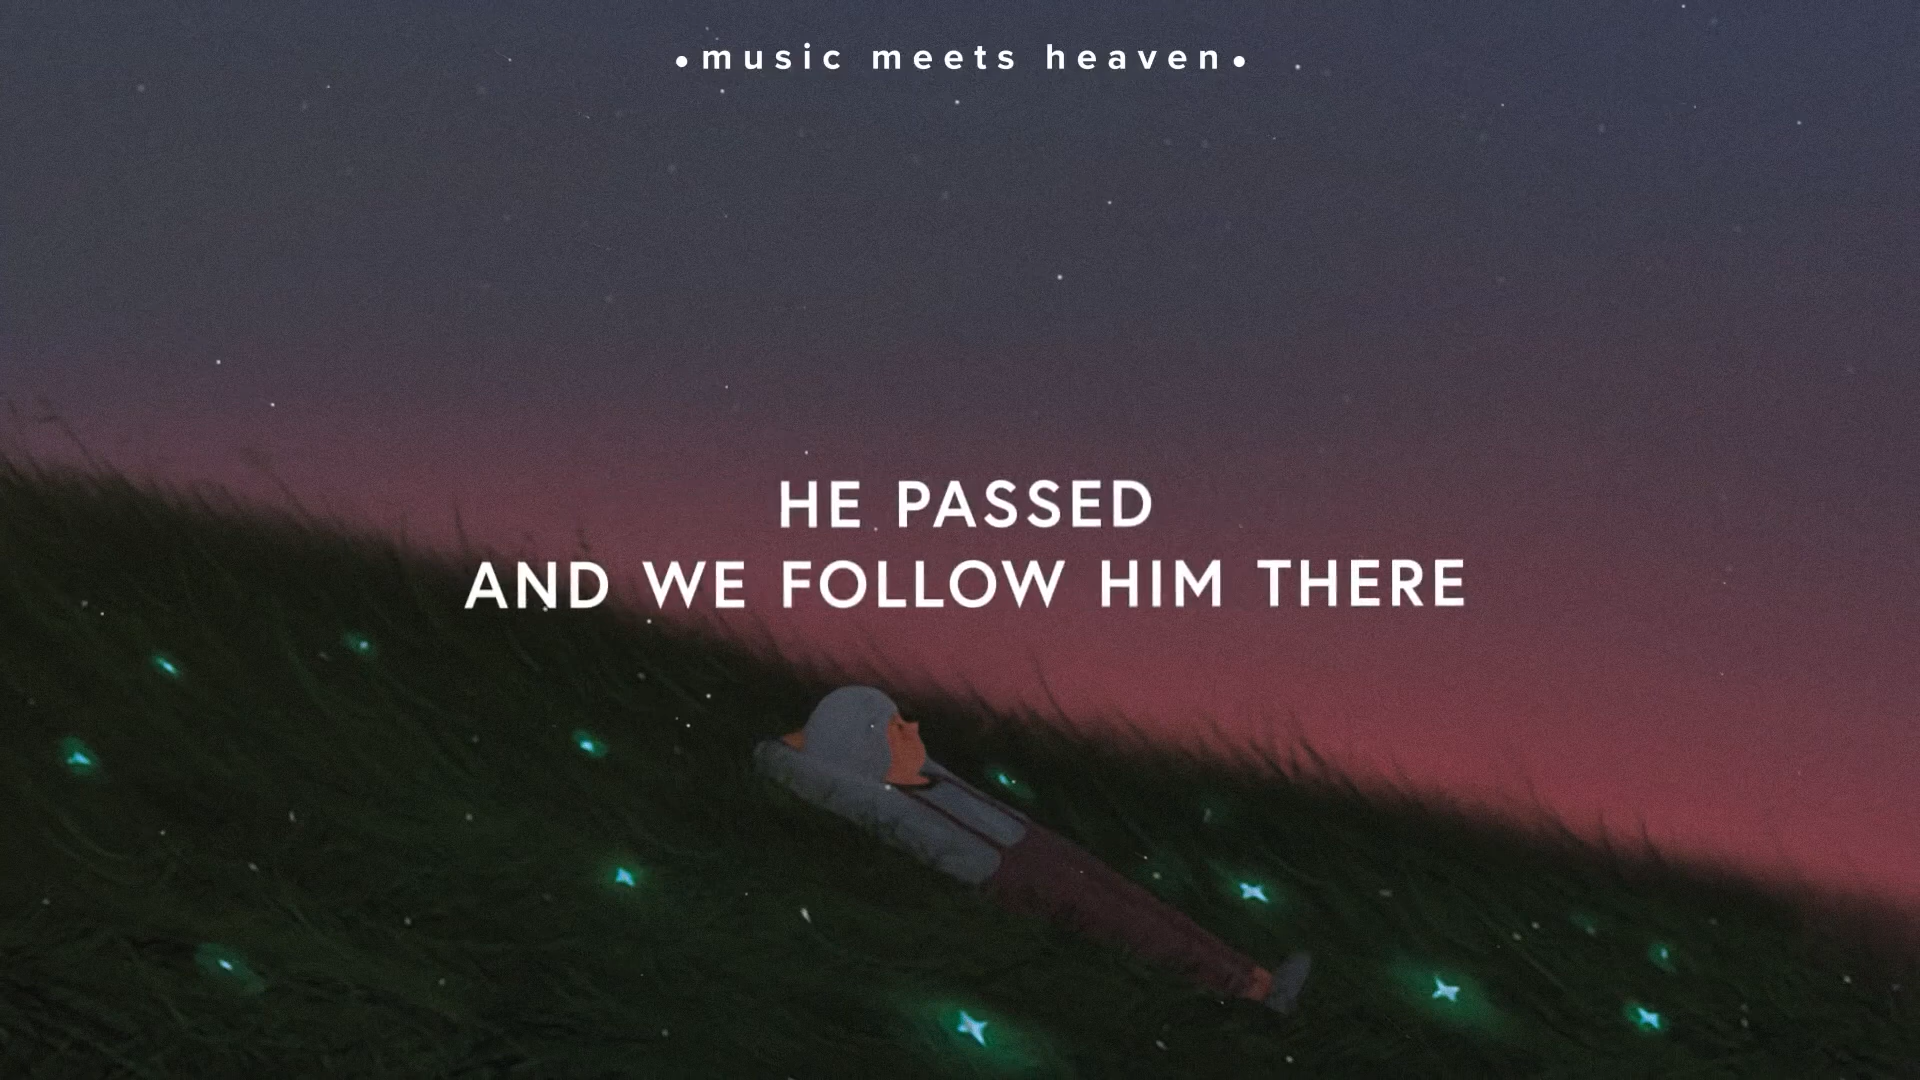 •music meets heaven•
HE PASSED
AND WE FOLLOW HIM THERE